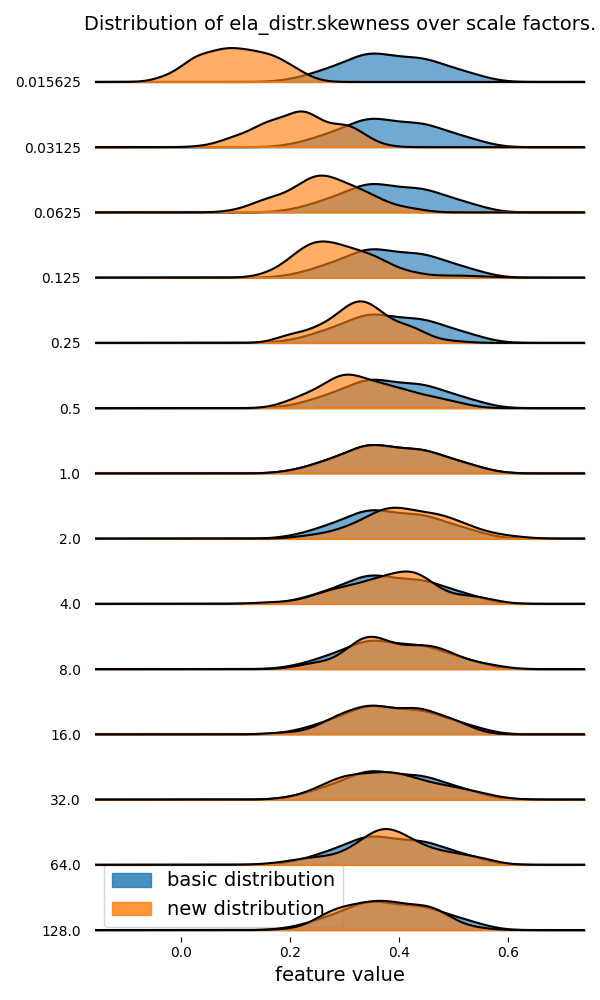 Distribution of ela_distr.skewness over scale factors.
0.015625
0.03125
0.0625
0.125
0.25
0.5
1.0
2.0
4.0
8.0
16.0
32.0
64.0
basic distribution
new distribution
128.0
0.0 0.2 0.4 0.6
feature value